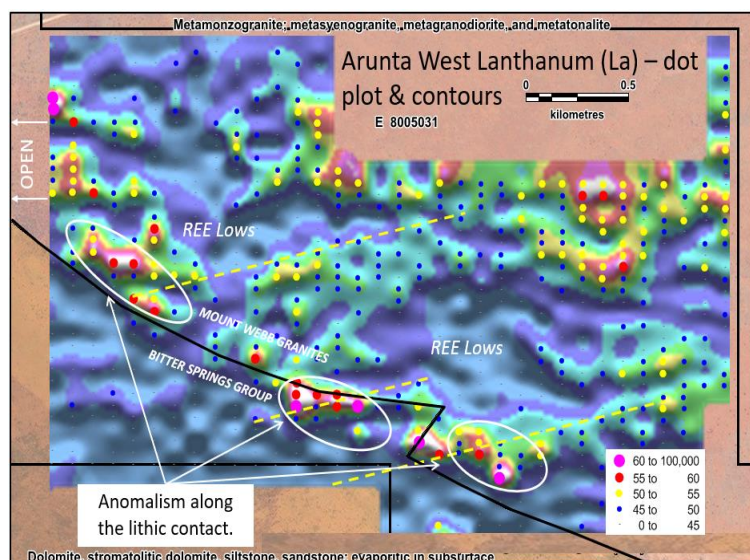 Metamonzogranite; metasyenogranite, metagranodiorite, and metatonalite
Arunta West Lanthanum (La) – dot
plot & contours
0 0.5
kilometres
E 8005031
OPEN
REE Lows
MOUNT WEBB GRANITES
BITTER SPRINGS GROUP
REE Lows
Anomalism along
the lithic contact.
60 to 100,000
55 to 60
50 to 55
45 to 50
0 to 45
Dolomite, stromatolitic dolomite, siltstone, sandstone; evaporitic in subsurface